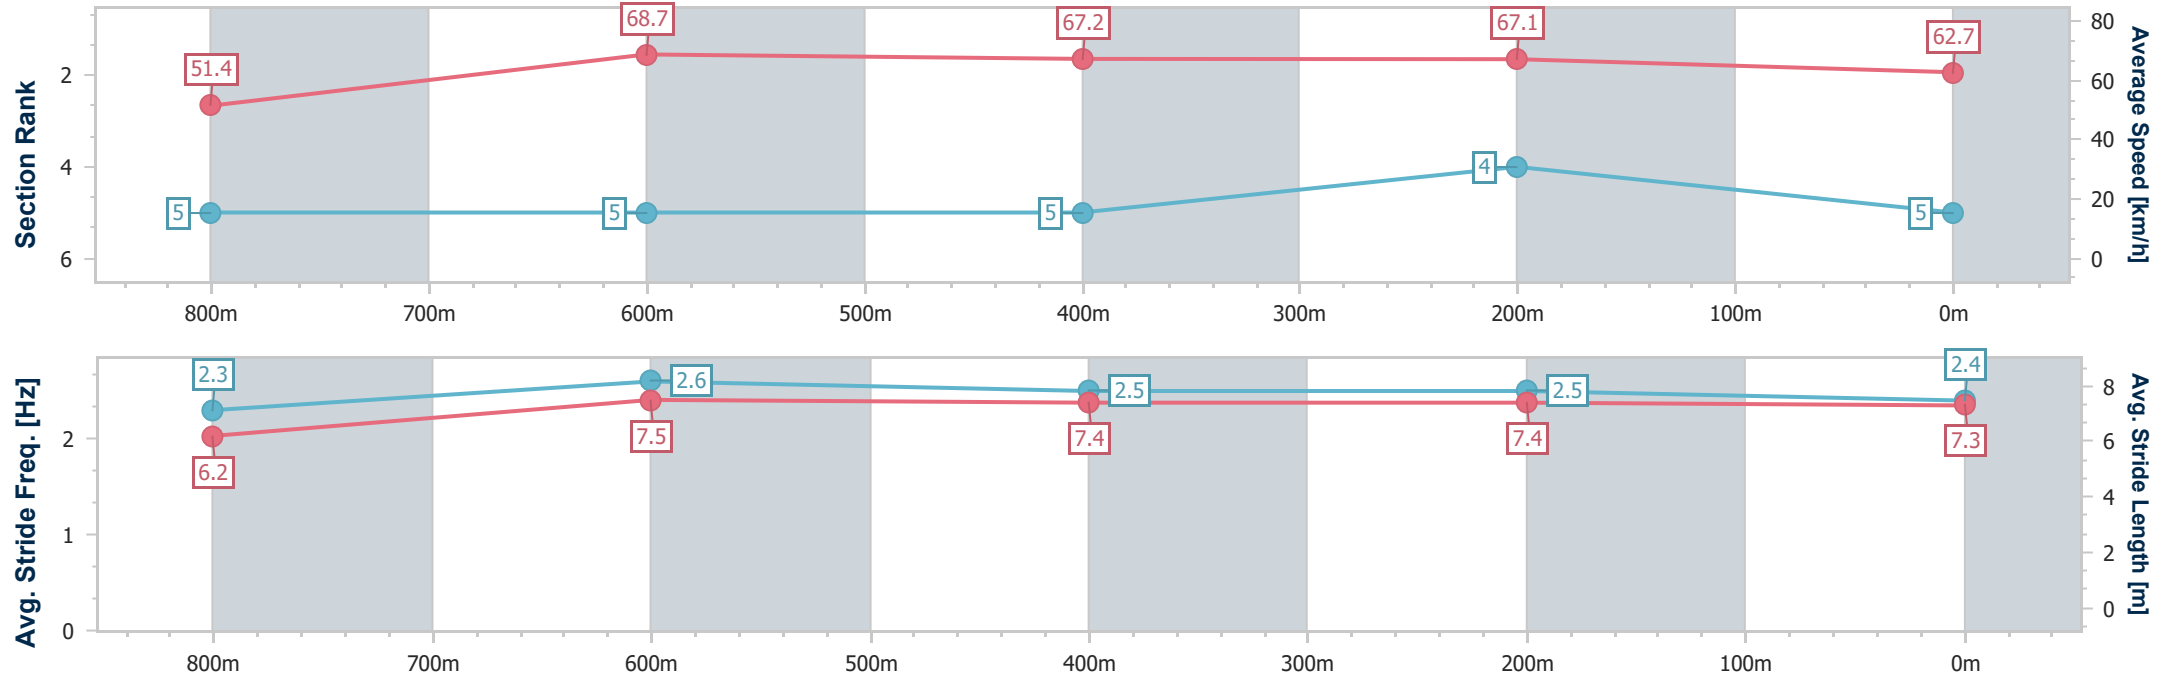 68.7
67.2
67.1
62.7
51.4
80
60
40
20
0
2
4
6
Section Rank
Average Speed [km/h]
5
5
5
4
5
800m
700m
600m
500m
400m
300m
200m
100m
0m
2.3
2.6
2.5
2.5
2.4
6.2
7.5
7.4
7.4
7.3
2
1
0
8
6
4
2
0
Avg. Stride Freq. [Hz]
Avg. Stride Length [m]
800m
700m
600m
500m
400m
300m
200m
100m
0m